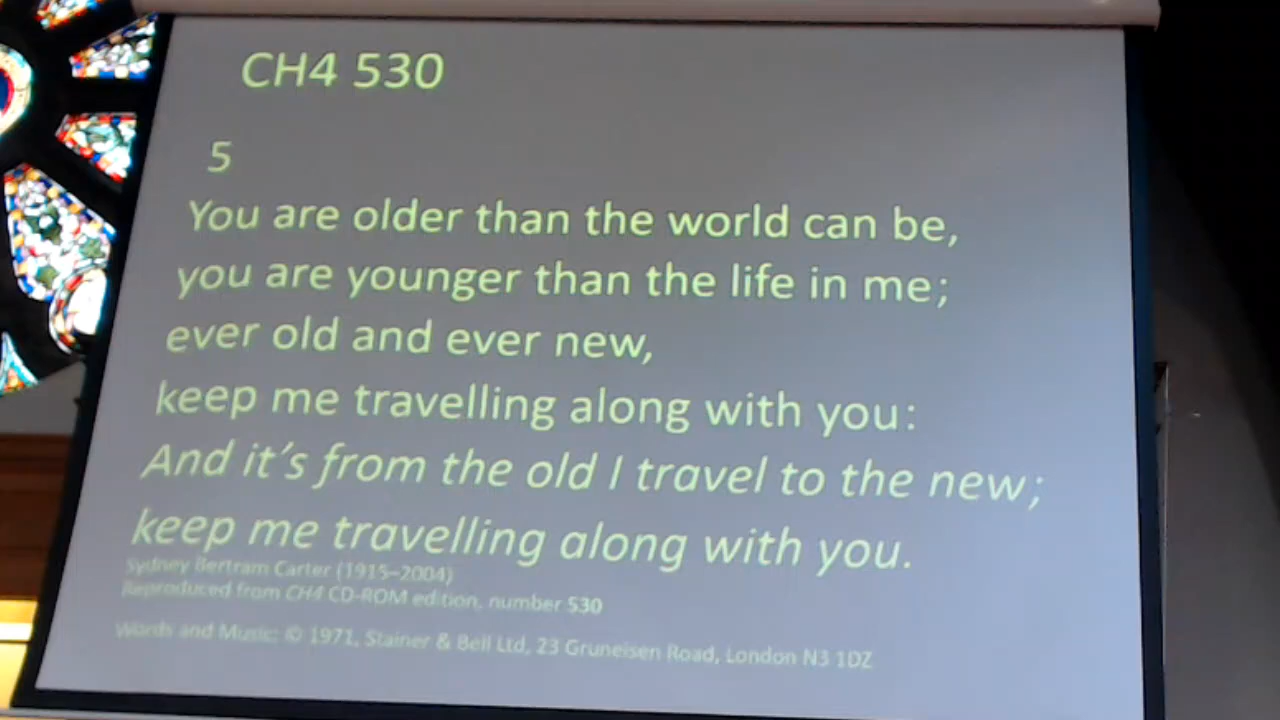 CH4 530
5
You are older than the world can be,
you are younger than the life in me;
ever old and ever new,
keep me travelling along with you:
And it's from the old I travel to the new;
keep me travelling along with you.
Sydney Bertram Carter (1915–2004)
Reproduced from CH4 CD-ROM edition, number 530
Words and Music: © 1971, Stainer & Bell Ltd, 23 Gruneisen Road, London N3 1DZ